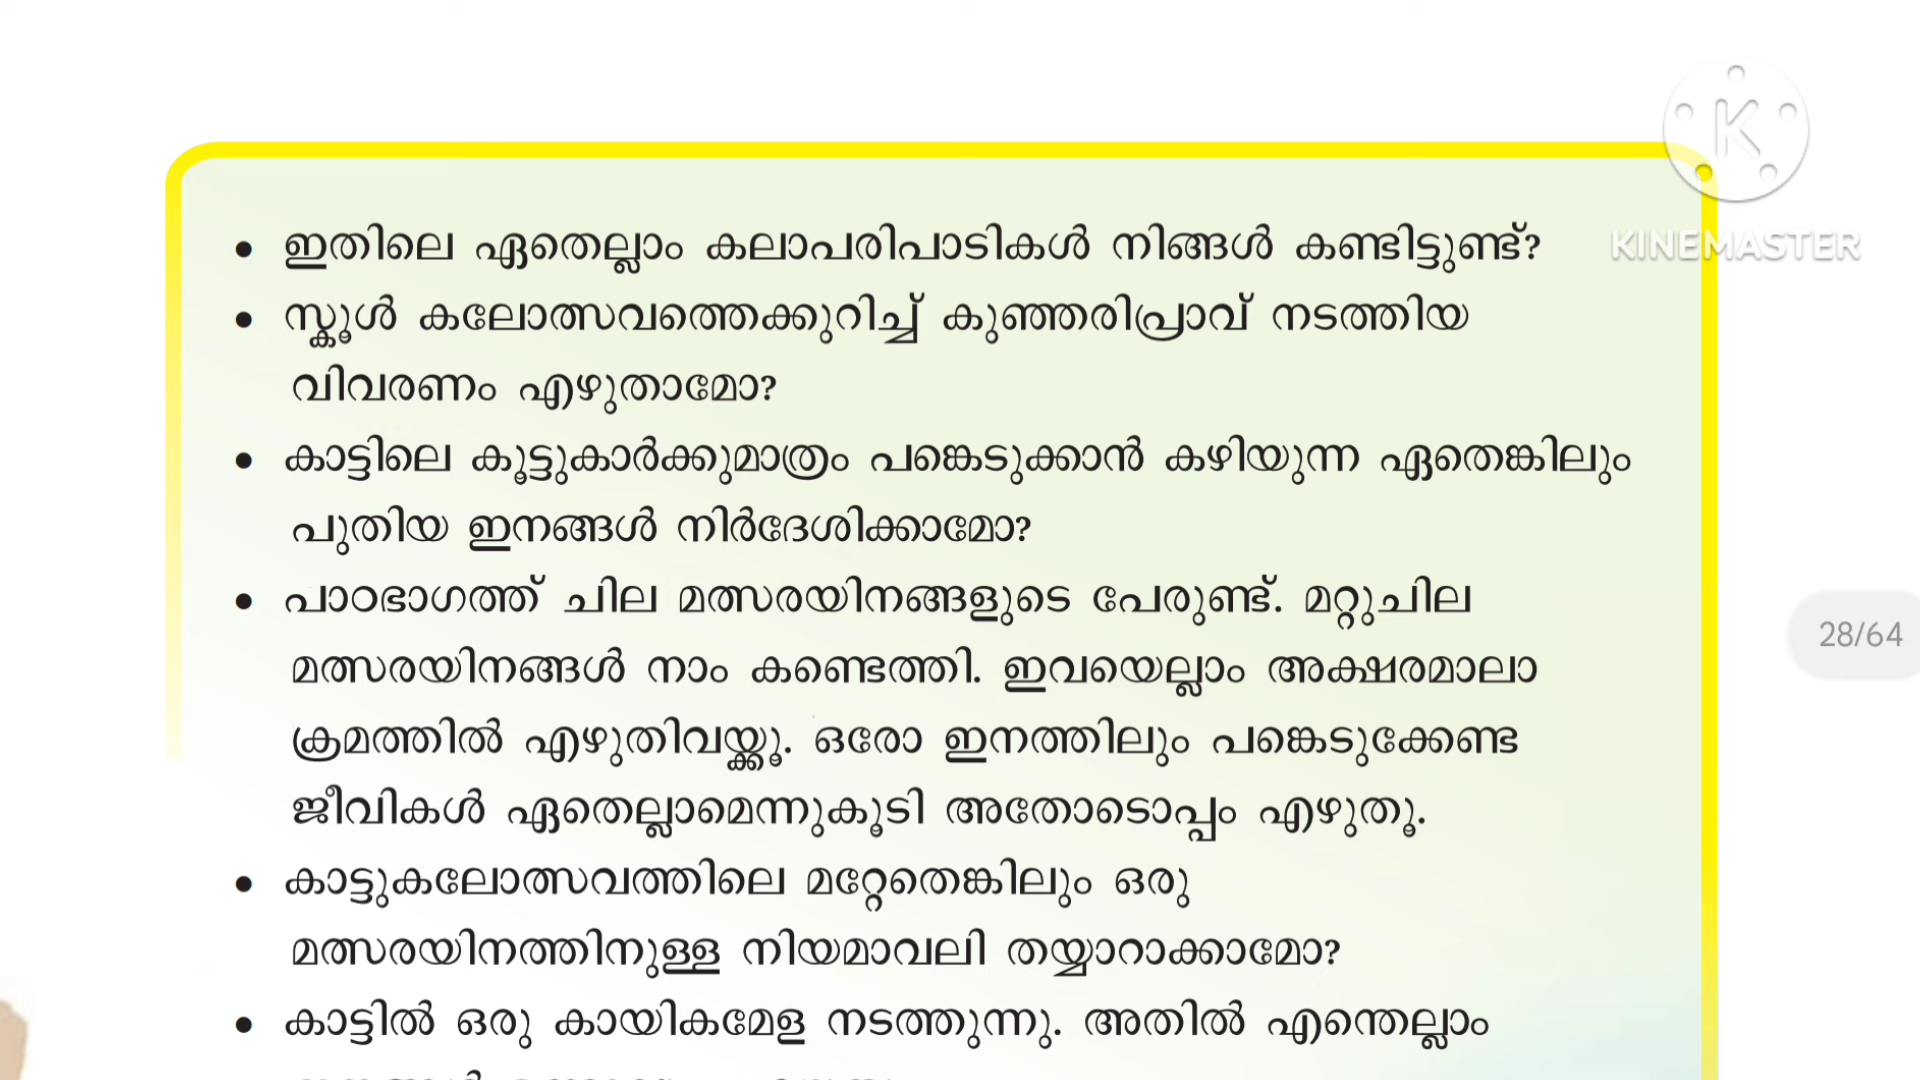 KINEMASTER
• ഇതിലെ ഏതെല്ലാം കലാപരിപാടികൾ നിങ്ങൾ കണ്ടിട്ടുണ്ട്?
• സ്കൂൾ കലോത്സവത്തെക്കുറിച്ച് കുഞ്ഞരിപ്രാവ് നടത്തിയ
വിവരണം എഴുതാമോ?
• കാട്ടിലെ കൂട്ടുകാർക്കുമാത്രം പങ്കെടുക്കാൻ കഴിയുന്ന ഏതെങ്കിലും
പുതിയ ഇനങ്ങൾ നിർദേശിക്കാമോ?
• പാഠഭാഗത്ത് ചില മത്സരയിനങ്ങളുടെ പേരുണ്ട്. മറ്റുചില
മത്സരയിനങ്ങൾ നാം കണ്ടെത്തി. ഇവയെല്ലാം അക്ഷരമാലാ
ക്രമത്തിൽ എഴുതിവയ്ക്കൂ. ഒരോ ഇനത്തിലും പങ്കെടുക്കേണ്ട
ജീവികൾ ഏതെല്ലാമെന്നുകൂടി അതോടൊപ്പം എഴുതൂ.
• കാട്ടുകലോത്സവത്തിലെ മറ്റേതെങ്കിലും ഒരു
മത്സരയിനത്തിനുള്ള നിയമാവലി തയ്യാറാക്കാമോ?
• കാട്ടിൽ ഒരു കായികമേള നടത്തുന്നു. അതിൽ എന്തെല്ലാം
28/64